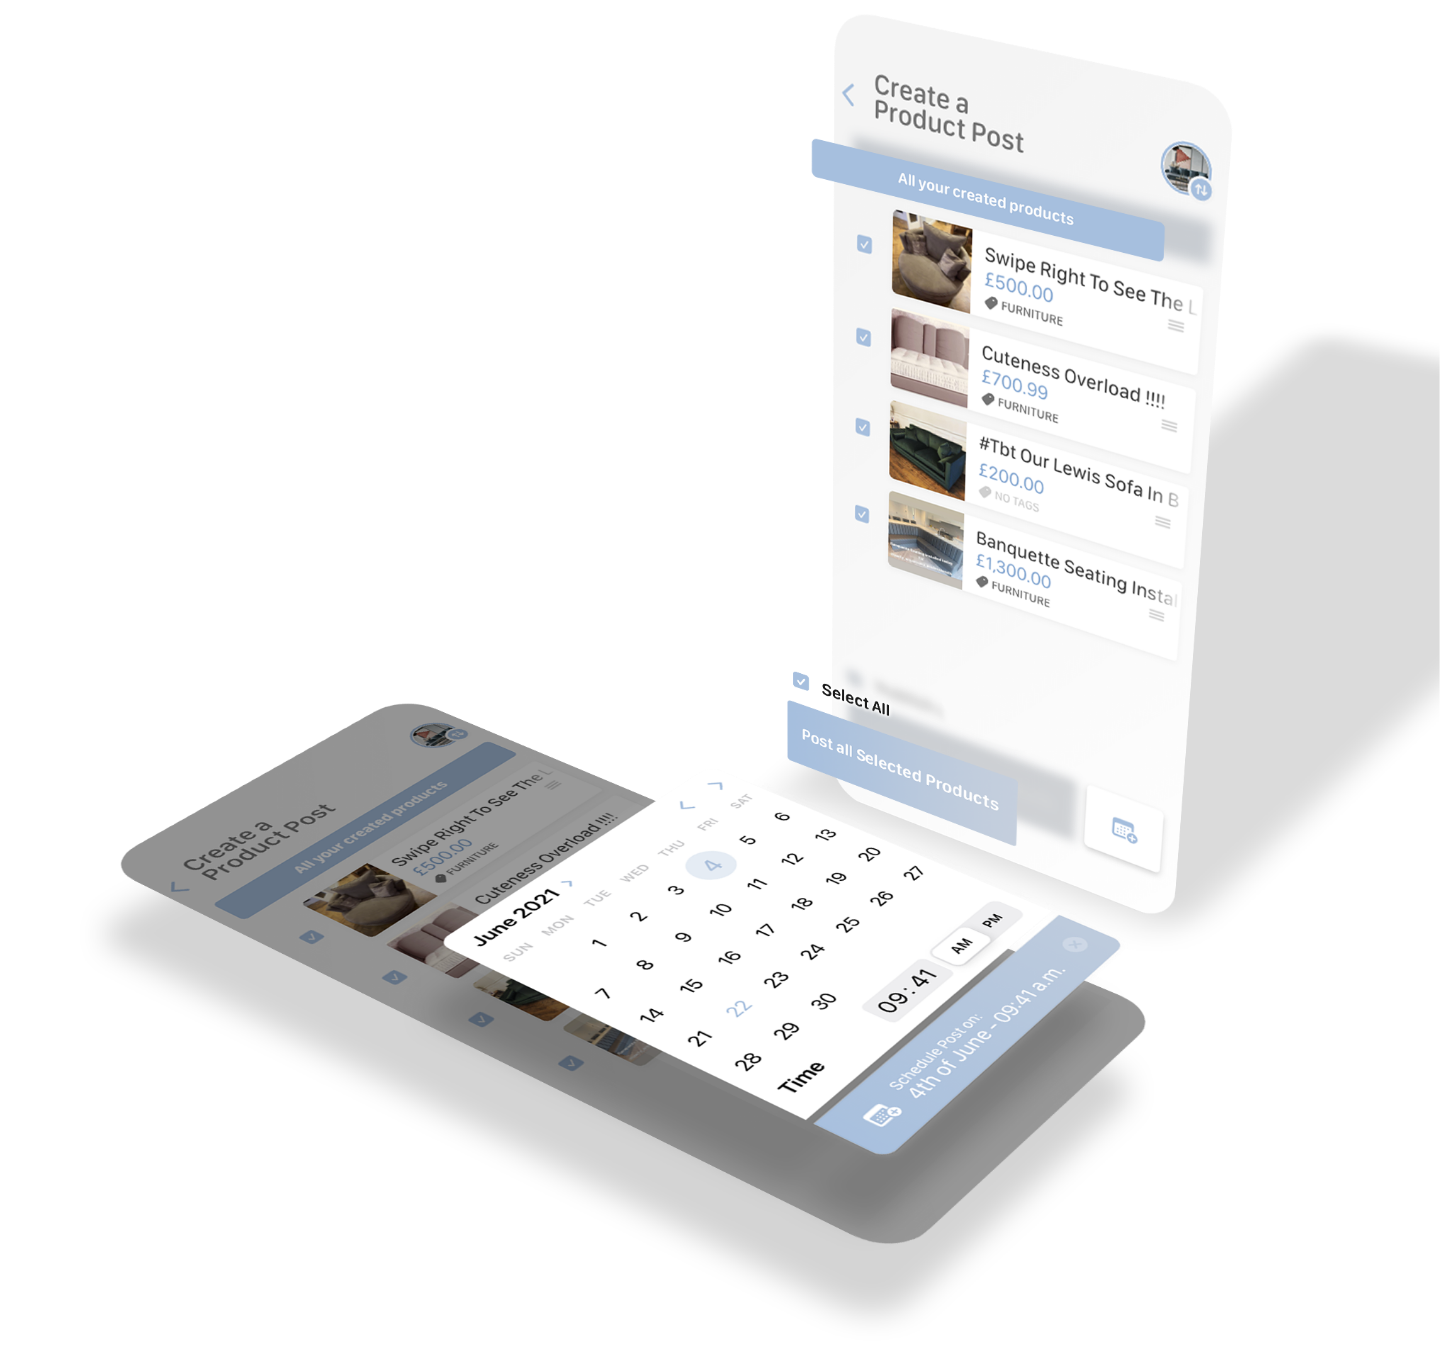 Create a
Product Post
All your created products
Swipe Right To See The L
£500.00
FURNITURE
Cuteness Overload !!!!
£700.99
FURNITURE
#Tbt Our Lewis Sofa In B
£200.00
NO TAGS
Banquette Seating Instal
£1,300.00
FURNITURE
Select All
Post all Selected Products
Create a
Product Post
All your created products
Swipe Right To See The L
£500.00
FURNITURE
Cuteness Overload !!!!
June 2021
SUN MON TUE WED THU FRI SAT
1 2 3 4 5 6
7 8 9 10 11 12 13
14 15 16 17 18 19 20
21 22 23 24 25 26 27
28 29 30
Time
09:41
AM PM
Schedule Post on:
4th of June - 09:41 a.m.